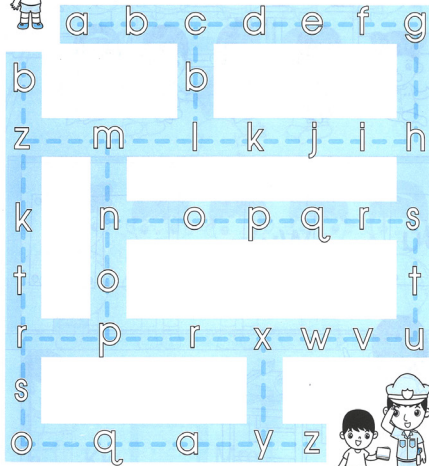 a b c d e f g
b b
z m l k j i h
k n o p q r s
t o t
r p r x w v u
s
o q a y z